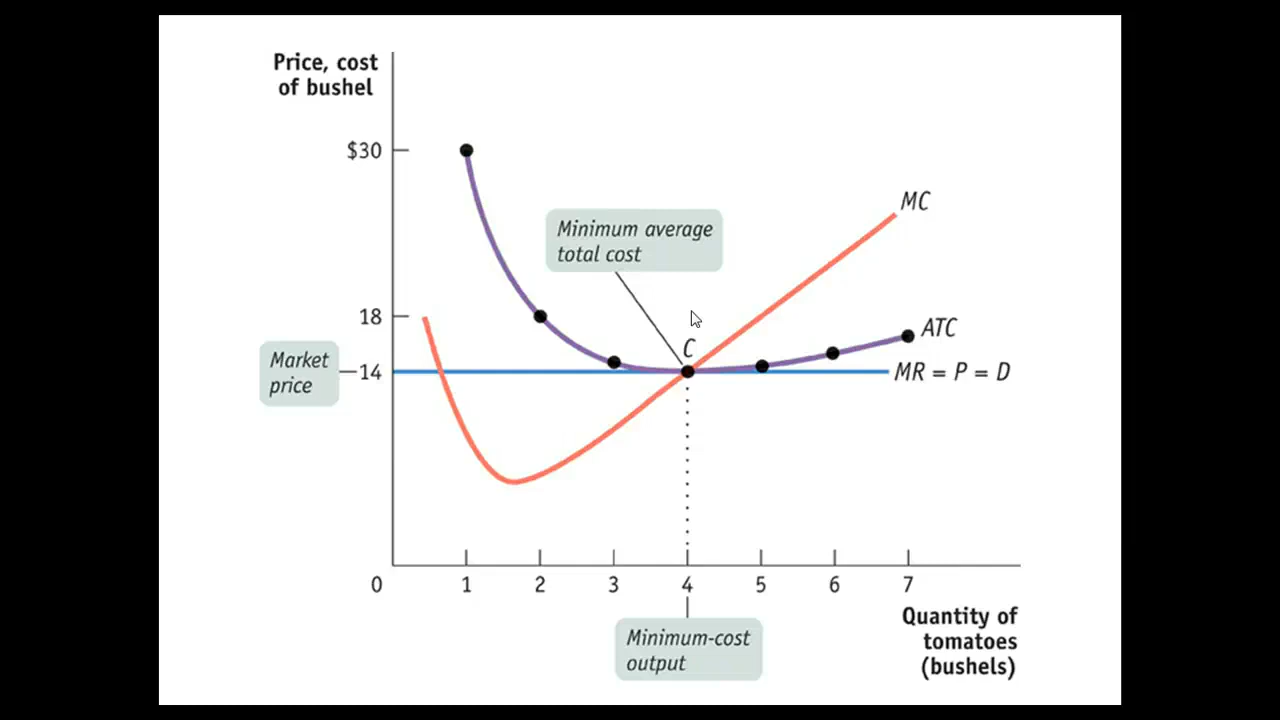 Price, cost
of bushel
$30
MC
Minimum average
total cost
18
ATC
C
Market
price
14
MR = P = D
0
1
2
3
4
5
6
7
Quantity of
tomatoes
(bushels)
Minimum-cost
output